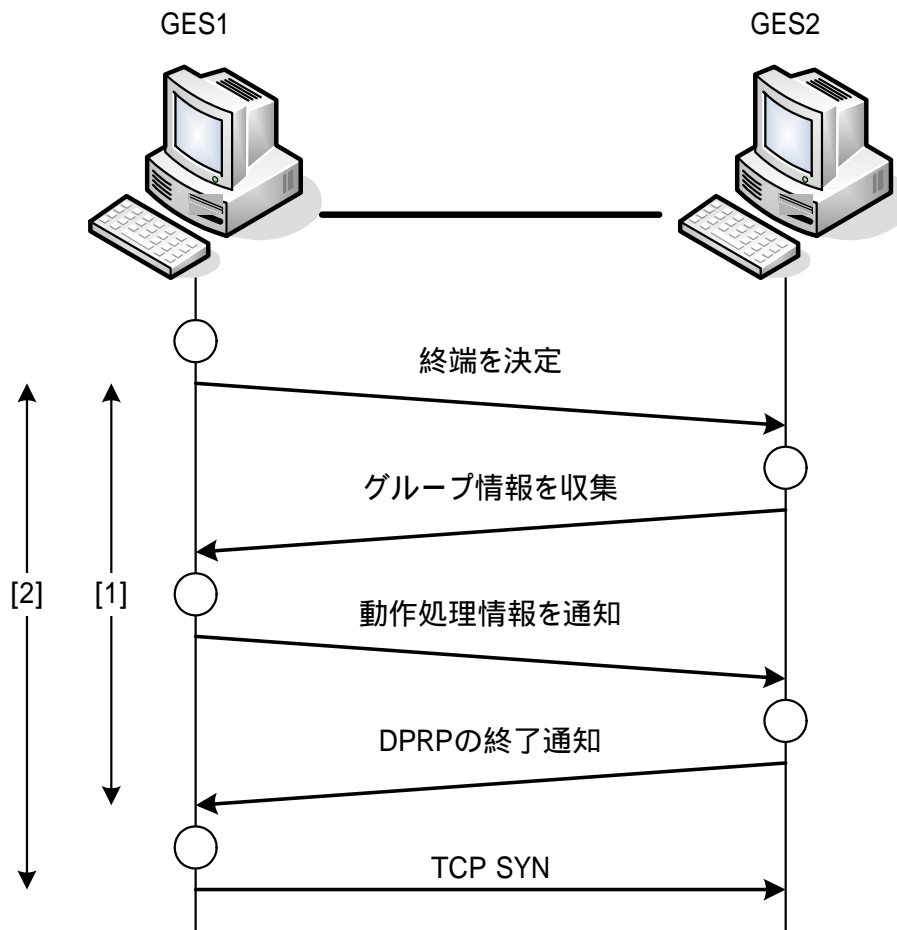 GES1
GES2
終端を決定
グループ情報を収集
[2]
[1]
動作処理情報を通知
DPRPの終了通知
TCP SYN